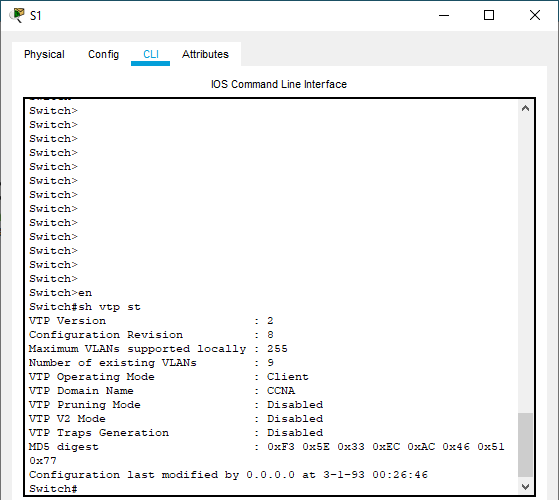 S1
Physical Config CLI Attributes
IOS Command Line Interface
Switch>
Switch>
Switch>
Switch>
Switch>
Switch>
Switch>
Switch>
Switch>
Switch>
Switch>
Switch>
Switch>
Switch>en
Switch#sh vtp st
VTP Version : 2
Configuration Revision : 8
Maximum VLANs supported locally : 255
Number of existing VLANs : 9
VTP Operating Mode : Client
VTP Domain Name : CCNA
VTP Pruning Mode : Disabled
VTP V2 Mode : Disabled
VTP Traps Generation : Disabled
MD5 digest : 0xF3 0x5E 0x33 0xEC 0xAC 0x46 0x51
0x77
Configuration last modified by 0.0.0.0 at 3-1-93 00:26:46
Switch#